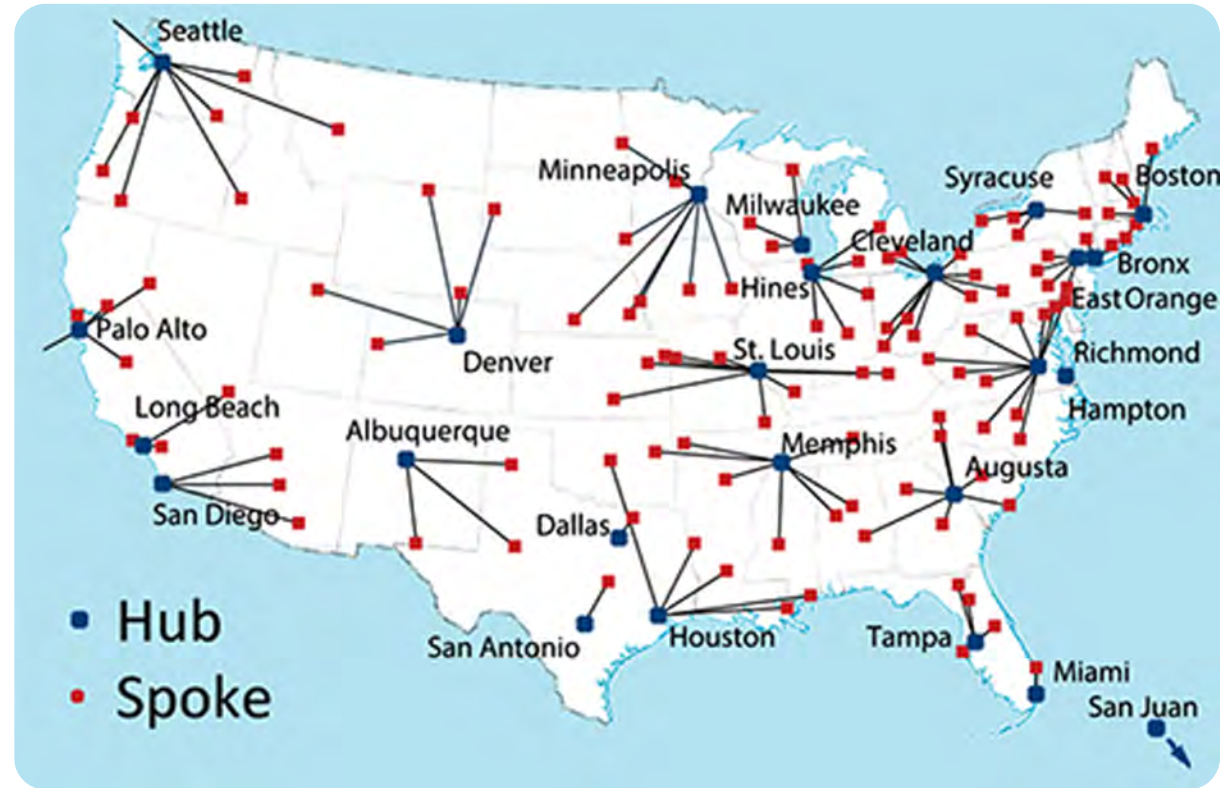 Seattle
Minneapolis
Syracuse
Boston
Milwaukee
Cleveland
Bronx
Hines
East Orange
Palo Alto
Denver
St. Louis
Richmond
Long Beach
Hampton
Albuquerque
Memphis
Augusta
San Diego
Dallas
Hub
San Antonio
Houston
Tampa
Miami
Spoke
San Juan